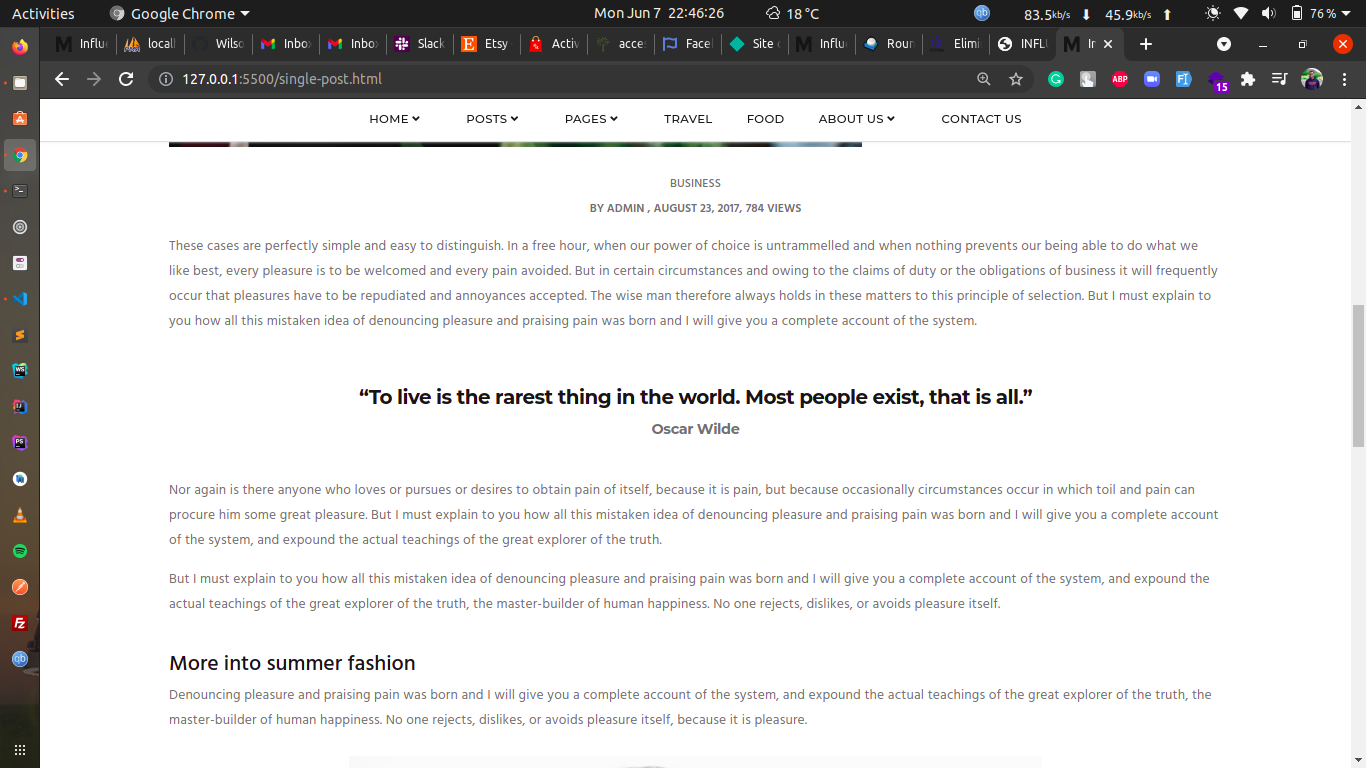 Activities Google Chrome Mon Jun 7 22:46:26 18 °C 83.5kb/s 45.9kb/s 76 %
Influ locall Wilso Inbox Inbox Slack Etsy Activ acces Site Influ Roun Elimi INFLU Ir
127.0.0.1:5500/single-post.html ABP 15
HOME POSTS PAGES TRAVEL FOOD ABOUT US CONTACT US
BUSINESS
BY ADMIN , AUGUST 23, 2017, 784 VIEWS
These cases are perfectly simple and easy to distinguish. In a free hour, when our power of choice is untrammelled and when nothing prevents our being able to do what we
like best, every pleasure is to be welcomed and every pain avoided. But in certain circumstances and owing to the claims of duty or the obligations of business it will frequently
occur that pleasures have to be repudiated and annoyances accepted. The wise man therefore always holds in these matters to this principle of selection. But I must explain to
you how all this mistaken idea of denouncing pleasure and praising pain was born and I will give you a complete account of the system.
“To live is the rarest thing in the world. Most people exist, that is all.”
Oscar Wilde
Nor again is there anyone who loves or pursues or desires to obtain pain of itself, because it is pain, but because occasionally circumstances occur in which toil and pain can
procure him some great pleasure. But I must explain to you how all this mistaken idea of denouncing pleasure and praising pain was born and I will give you a complete account
of the system, and expound the actual teachings of the great explorer of the truth.
But I must explain to you how all this mistaken idea of denouncing pleasure and praising pain was born and I will give you a complete account of the system, and expound the
actual teachings of the great explorer of the truth, the master-builder of human happiness. No one rejects, dislikes, or avoids pleasure itself.
More into summer fashion
Denouncing pleasure and praising pain was born and I will give you a complete account of the system, and expound the actual teachings of the great explorer of the truth, the
master-builder of human happiness. No one rejects, dislikes, or avoids pleasure itself, because it is pleasure.